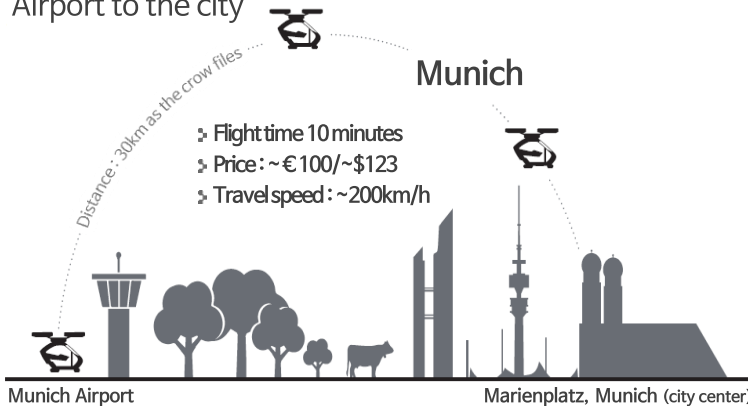 Airport to the city
Distance : 30km as the crow files
Munich
Flight time 10 minutes
Price : ~ € 100/~$123
Travel speed : ~200km/h
Munich Airport
Marienplatz, Munich (city center)